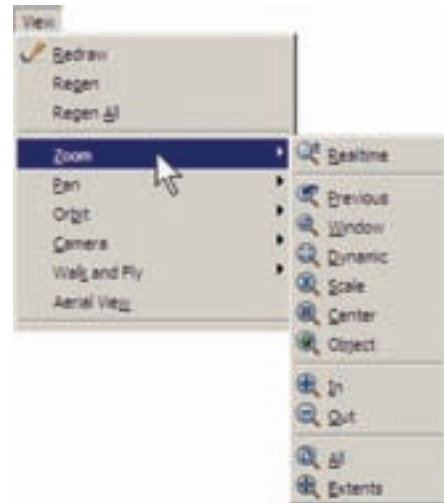 View
Redraw
Regen
Regen All
Zoom
Pan
Orbit
Camera
Walk and Fly
Aerial View
Realtime
Previous
Window
Dynamic
Scale
Center
Object
In
Out
All
Extents